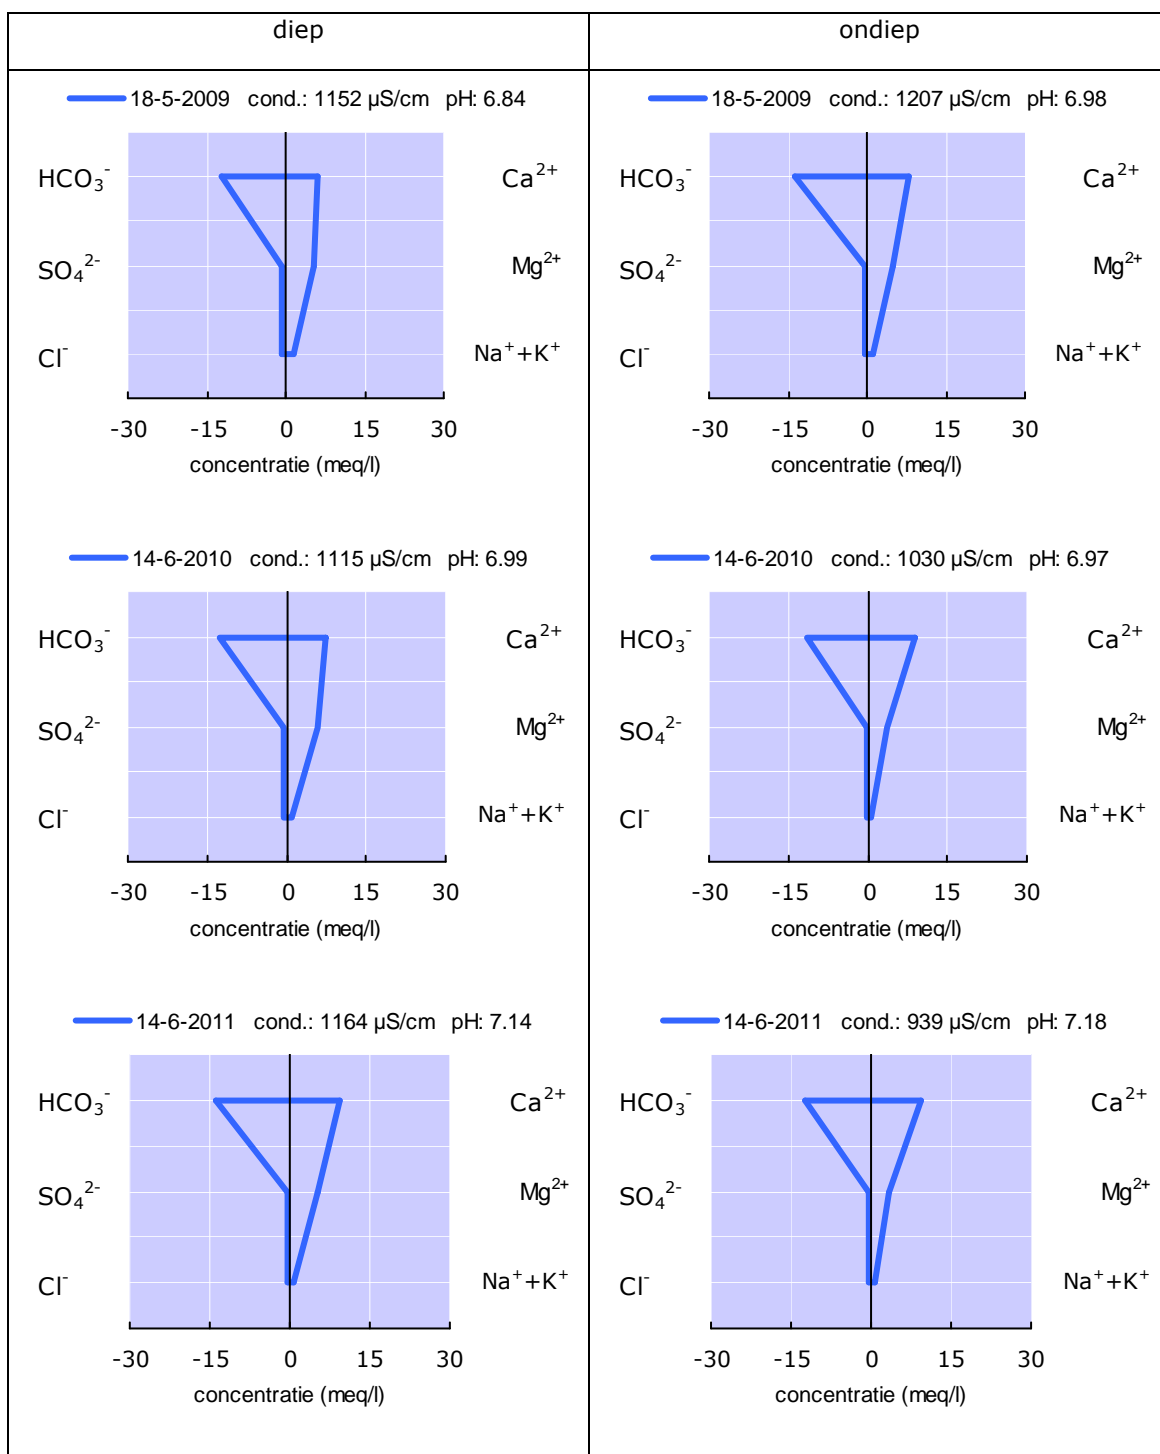 diep
ondiep
18-5-2009 cond.: 1152 µS/cm pH: 6.84
HCO₃⁻ Ca²⁺
SO₄²⁻ Mg²⁺
Cl⁻ Na⁺+K⁺
-30 -15 0 15 30
concentratie (meq/l)
18-5-2009 cond.: 1207 µS/cm pH: 6.98
HCO₃⁻ Ca²⁺
SO₄²⁻ Mg²⁺
Cl⁻ Na⁺+K⁺
-30 -15 0 15 30
concentratie (meq/l)
14-6-2010 cond.: 1115 µS/cm pH: 6.99
HCO₃⁻ Ca²⁺
SO₄²⁻ Mg²⁺
Cl⁻ Na⁺+K⁺
-30 -15 0 15 30
concentratie (meq/l)
14-6-2010 cond.: 1030 µS/cm pH: 6.97
HCO₃⁻ Ca²⁺
SO₄²⁻ Mg²⁺
Cl⁻ Na⁺+K⁺
-30 -15 0 15 30
concentratie (meq/l)
14-6-2011 cond.: 1164 µS/cm pH: 7.14
HCO₃⁻ Ca²⁺
SO₄²⁻ Mg²⁺
Cl⁻ Na⁺+K⁺
-30 -15 0 15 30
concentratie (meq/l)
14-6-2011 cond.: 939 µS/cm pH: 7.18
HCO₃⁻ Ca²⁺
SO₄²⁻ Mg²⁺
Cl⁻ Na⁺+K⁺
-30 -15 0 15 30
concentratie (meq/l)